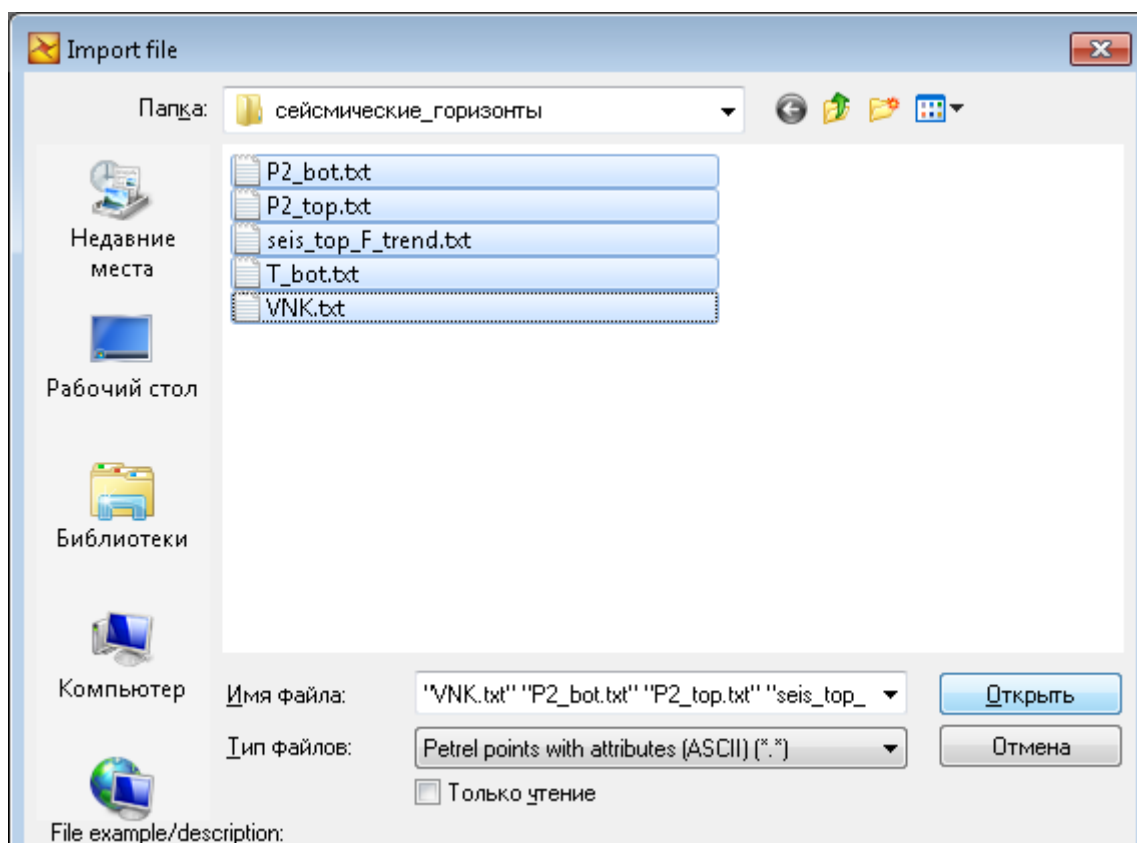 Import file
Папка:
сейсмические_горизонты
P2_bot.txt
P2_top.txt
seis_top_F_trend.txt
T_bot.txt
VNK.txt
Недавние
места
Рабочий стол
Библиотеки
Компьютер
Имя файла:
"VNK.txt" "P2_bot.txt" "P2_top.txt" "seis_top_
Открыть
Тип файлов:
Petrel points with attributes (ASCII) (*.*)
Отмена
Только чтение
File example/description: